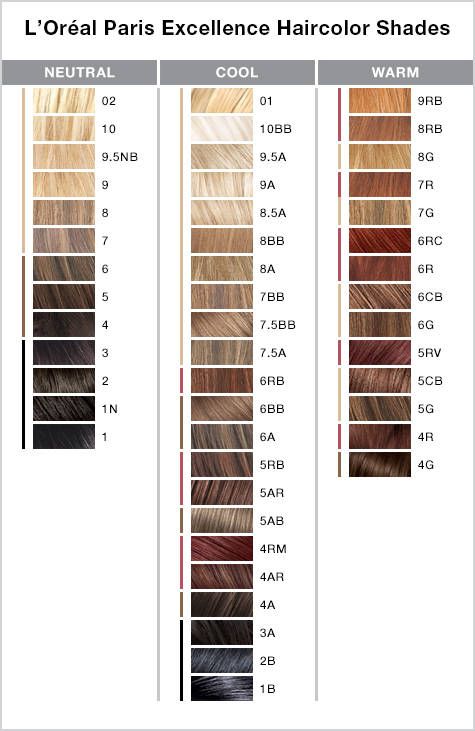 L'Oréal Paris Excellence Haircolor Shades
NEUTRAL
02
10
9.5NB
9
8
7
6
5
4
3
2
1N
1
COOL
01
10BB
9.5A
9A
8.5A
8BB
8A
7BB
7.5BB
7.5A
6RB
6BB
6A
5RB
5AR
5AB
4RM
4AR
4A
3A
2B
1B
WARM
9RB
8RB
8G
7R
7G
6RC
6R
6CB
6G
5RV
5CB
5G
4R
4G